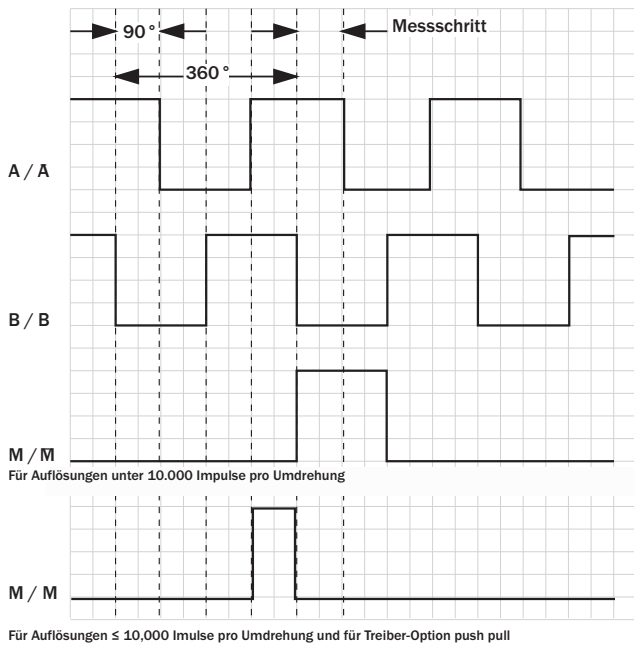 90° Messschritt
360°
A / A̅
B / B
M / M̅
Für Auflösungen unter 10.000 Impulse pro Umdrehung
M / M
Für Auflösungen ≤ 10,000 Imulse pro Umdrehung und für Treiber-Option push pull